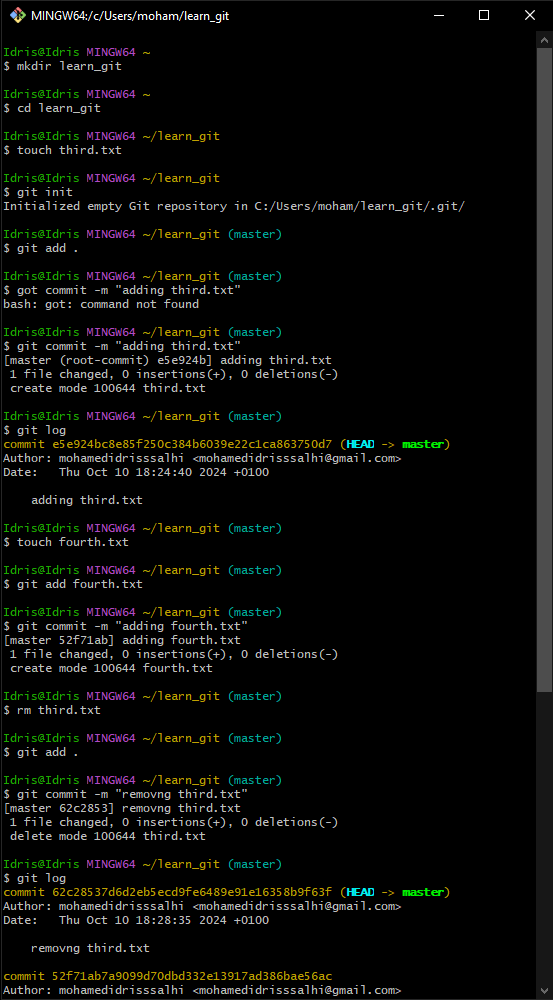 MINGW64:/c/Users/moham/learn_git
Idris@Idris MINGW64 ~
$ mkdir learn_git
Idris@Idris MINGW64 ~
$ cd learn_git
Idris@Idris MINGW64 ~/learn_git
$ touch third.txt
Idris@Idris MINGW64 ~/learn_git
$ git init
Initialized empty Git repository in C:/Users/moham/learn_git/.git/
Idris@Idris MINGW64 ~/learn_git (master)
$ git add .
Idris@Idris MINGW64 ~/learn_git (master)
$ got commit -m "adding third.txt"
bash: got: command not found
Idris@Idris MINGW64 ~/learn_git (master)
$ git commit -m "adding third.txt"
[master (root-commit) e5e924b] adding third.txt
 1 file changed, 0 insertions(+), 0 deletions(-)
 create mode 100644 third.txt
Idris@Idris MINGW64 ~/learn_git (master)
$ git log
commit e5e924bc8e85f250c384b6039e22c1ca863750d7 (HEAD -> master)
Author: mohamedidrisssalhi <mohamedidrisssalhi@gmail.com>
Date:   Thu Oct 10 18:24:40 2024 +0100
    adding third.txt
Idris@Idris MINGW64 ~/learn_git (master)
$ touch fourth.txt
Idris@Idris MINGW64 ~/learn_git (master)
$ git add fourth.txt
Idris@Idris MINGW64 ~/learn_git (master)
$ git commit -m "adding fourth.txt"
[master 52f71ab] adding fourth.txt
 1 file changed, 0 insertions(+), 0 deletions(-)
 create mode 100644 fourth.txt
Idris@Idris MINGW64 ~/learn_git (master)
$ rm third.txt
Idris@Idris MINGW64 ~/learn_git (master)
$ git add .
Idris@Idris MINGW64 ~/learn_git (master)
$ git commit -m "removng third.txt"
[master 62c2853] removng third.txt
 1 file changed, 0 insertions(+), 0 deletions(-)
 delete mode 100644 third.txt
Idris@Idris MINGW64 ~/learn_git (master)
$ git log
commit 62c28537d6d2eb5ecd9fe6489e91e16358b9f63f (HEAD -> master)
Author: mohamedidrisssalhi <mohamedidrisssalhi@gmail.com>
Date:   Thu Oct 10 18:28:35 2024 +0100
    removng third.txt
commit 52f71ab7a9099d70dbd332e13917ad386bae56ac
Author: mohamedidrisssalhi <mohamedidrisssalhi@gmail.com>